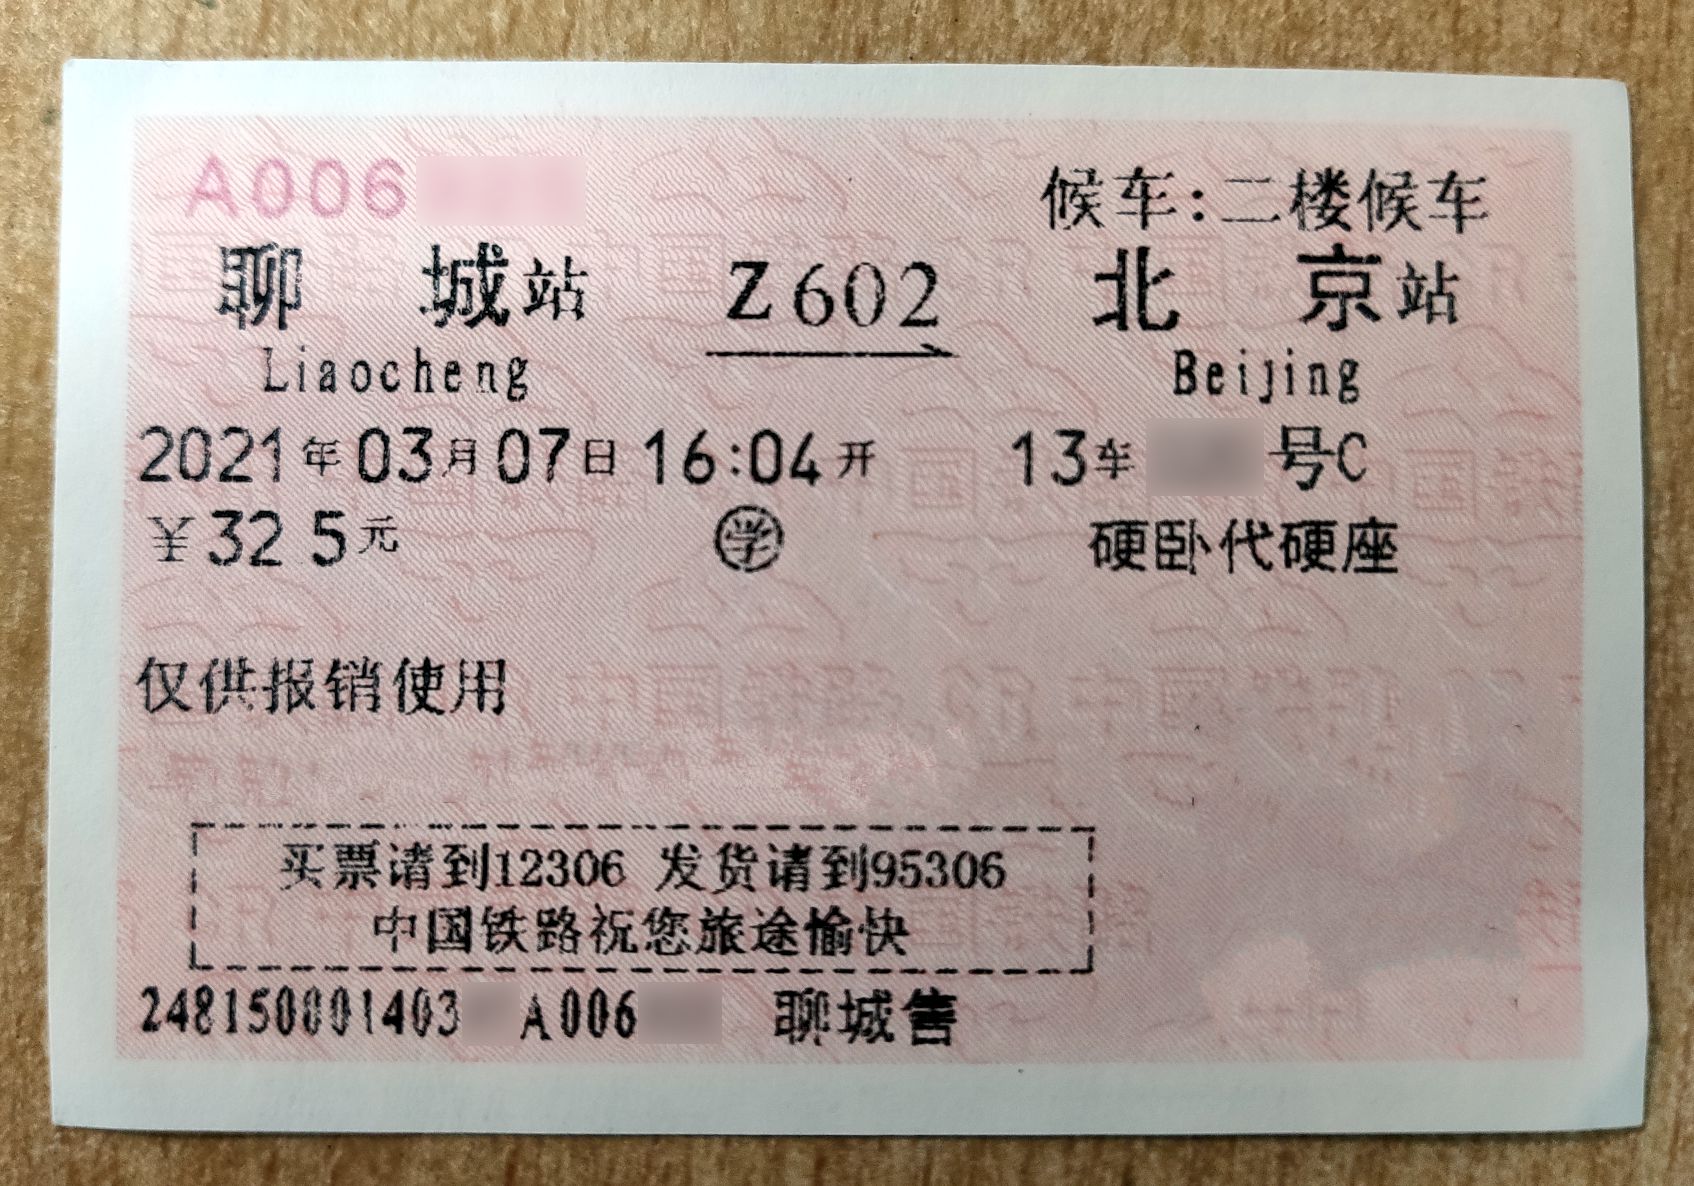 A006
候车:二楼候车
聊城站 Z602 北京站
Liaocheng Beijing
2021年03月07日16:04开 13车 号C
¥32 5元 学 硬卧代硬座
仅供报销使用
买票请到12306 发货请到95306
中国铁路祝您旅途愉快
248150001403 A006 聊城售